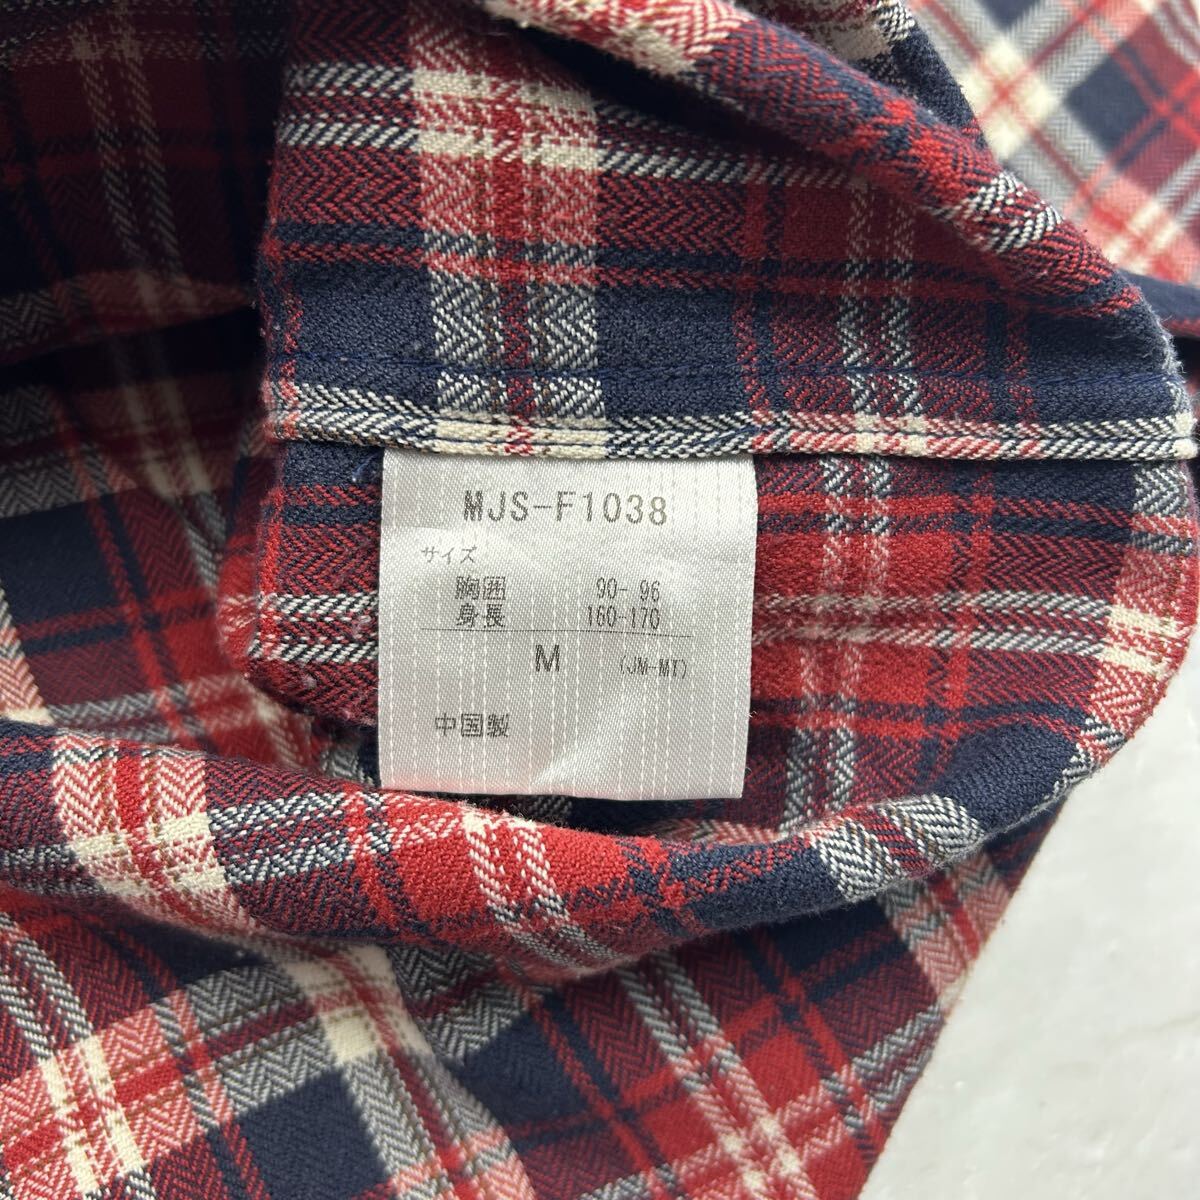 MJS-F1038
サイズ
胸囲 90- 96
身長 160-170
M (JM-MT)
中国製